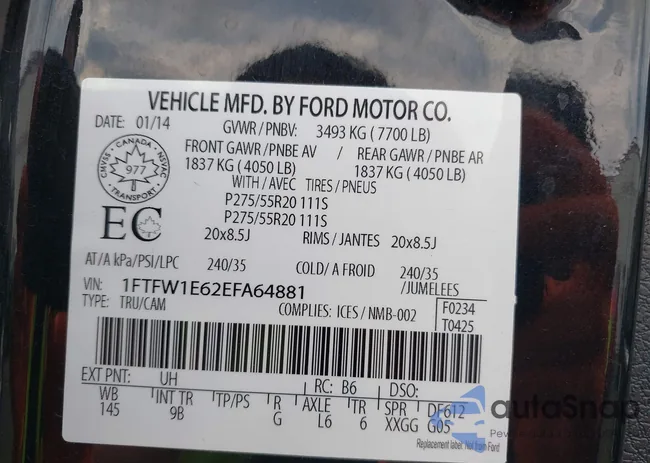 VEHICLE MFD. BY FORD MOTOR CO.
DATE: 01/14
GVWR / PNBV: 3493 KG ( 7700 LB)
FRONT GAWR / PNBE AV / REAR GAWR / PNBE AR
1837 KG ( 4050 LB) 1837 KG ( 4050 LB)
WITH / AVEC TIRES / PNEUS
CANADA
CNVSS NSVAC
977
TRANSPORT
P275/55R20 111S
P275/55R20 111S
EC
20x8.5J RIMS / JANTES 20x8.5J
AT/A kPa/PSI/LPC 240/35 COLD/ A FROID 240/35
/JUMELEES
VIN: 1FTFW1E62EFA64881
TYPE: TRU/CAM COMPLIES: ICES / NMB-002
F0234
T0425
EXT PNT: UH RC: B6 DSO:
WB INT TR TP/PS R AXLE TR SPR DF612
145 9B G L6 6 XXGG G05
Replacement label. Not from Ford
autoSnap